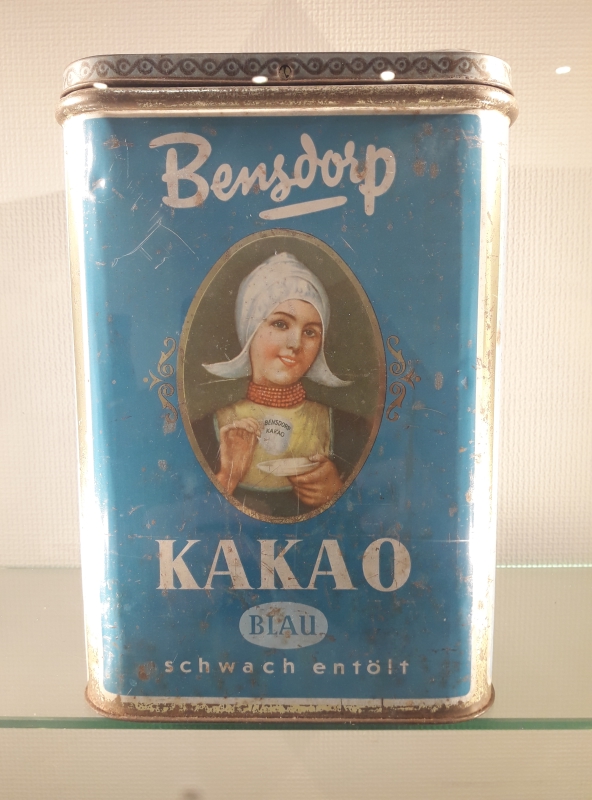 Bensdorp
BENSDORP
KAKAO
KAKAO
BLAU
schwach entölt